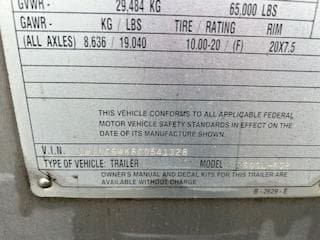 GVWR - 29.484 KG / 65,000 LBS
GAWR - KG / LBS TIRE / RATING RIM
(ALL AXLES) 8.636 / 19,040 10.00-20 / (F) 20X7.5
THIS VEHICLE CONFORMS TO ALL APPLICABLE FEDERAL
MOTOR VEHICLE SAFETY STANDARDS IN EFFECT ON THE
DATE OF ITS MANUFACTURE SHOWN.
V.I.N.
TYPE OF VEHICLE: TRAILER MODEL
OWNER'S MANUAL AND DECAL KITS FOR THIS TRAILER ARE
AVAILABLE WITHOUT CHARGE.
B-2629-E